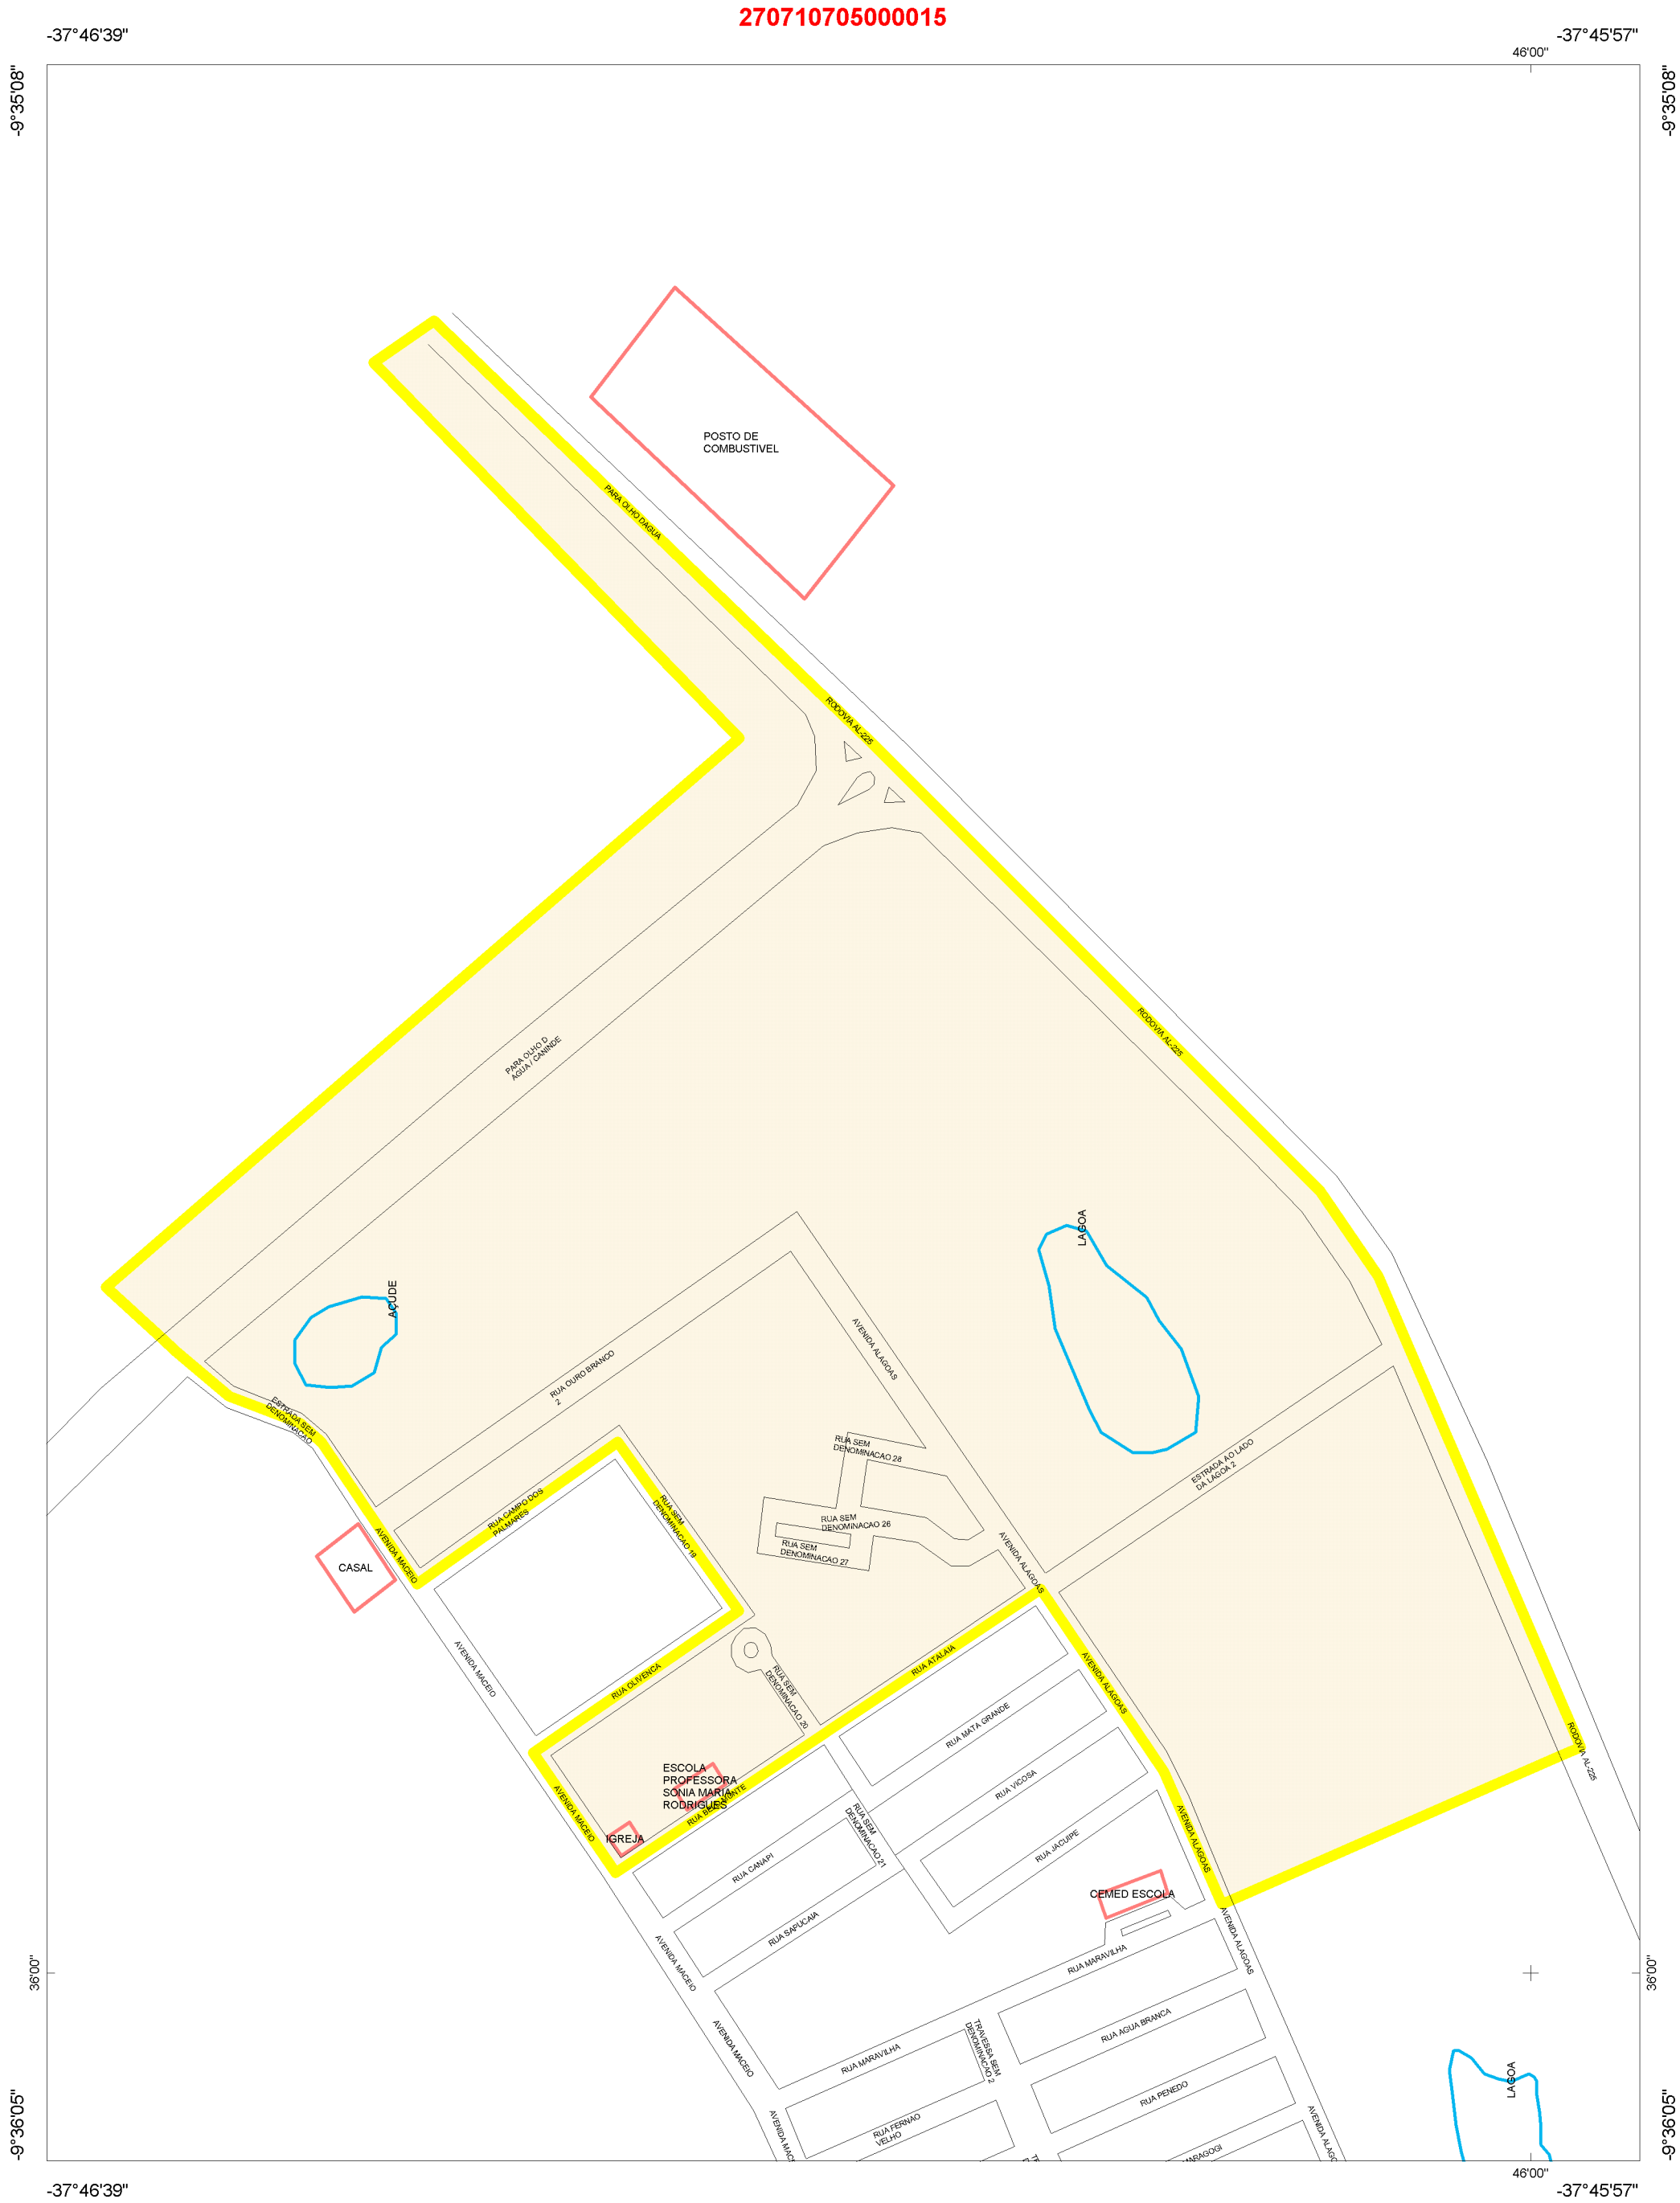 270710705000015
-37°46'39"
-37°45'57"
46'00"
-9°35'08"
-9°35'08"
POSTO DE
COMBUSTIVEL
PARA OLHO DAGUA
RODOVIA AL-225
RODOVIA AL-225
PARA OLHO D
AGUA / CANINDE
LAGOA
AÇUDE
AVENIDA ALAGOAS
RUA OURO BRANCO
2
ESTRADA SEM
DENOMINACAO
RUA SEM
DENOMINACAO 28
ESTRADA AO LADO
DA LAGOA 2
RUA CAMPO DOS
PALMARES
RUA SEM
DENOMINACAO 19
RUA SEM
DENOMINACAO 26
RUA SEM
DENOMINACAO 27
AVENIDA MACEIO
CASAL
AVENIDA ALAGOAS
AVENIDA MACEIO
RUA OLIVENCA
RUA ATALAIA
RUA SEM
DENOMINACAO 20
AVENIDA ALAGOAS
RUA MATA GRANDE
RODOVIA AL-225
ESCOLA
PROFESSORA
SONIA MARIA
RODRIGUES
RUA VICOSA
AVENIDA MACEIO
IGREJA
RUA SEM
DENOMINACAO 21
RUA JACUIPE
AVENIDA ALAGOAS
RUA CANAPI
CEMED ESCOLA
RUA SAPUCAIA
AVENIDA ALAGOAS
AVENIDA MACEIO
RUA MARAVILHA
36'00"
36'00"
RUA AGUA BRANCA
AVENIDA MACEIO
RUA MARAVILHA
TRAVESSA SEM
DENOMINACAO 2
RUA PENEDO
LAGOA
RUA FERNAO
VELHO
-9°36'05"
-9°36'05"
46'00"
-37°46'39"
-37°45'57"